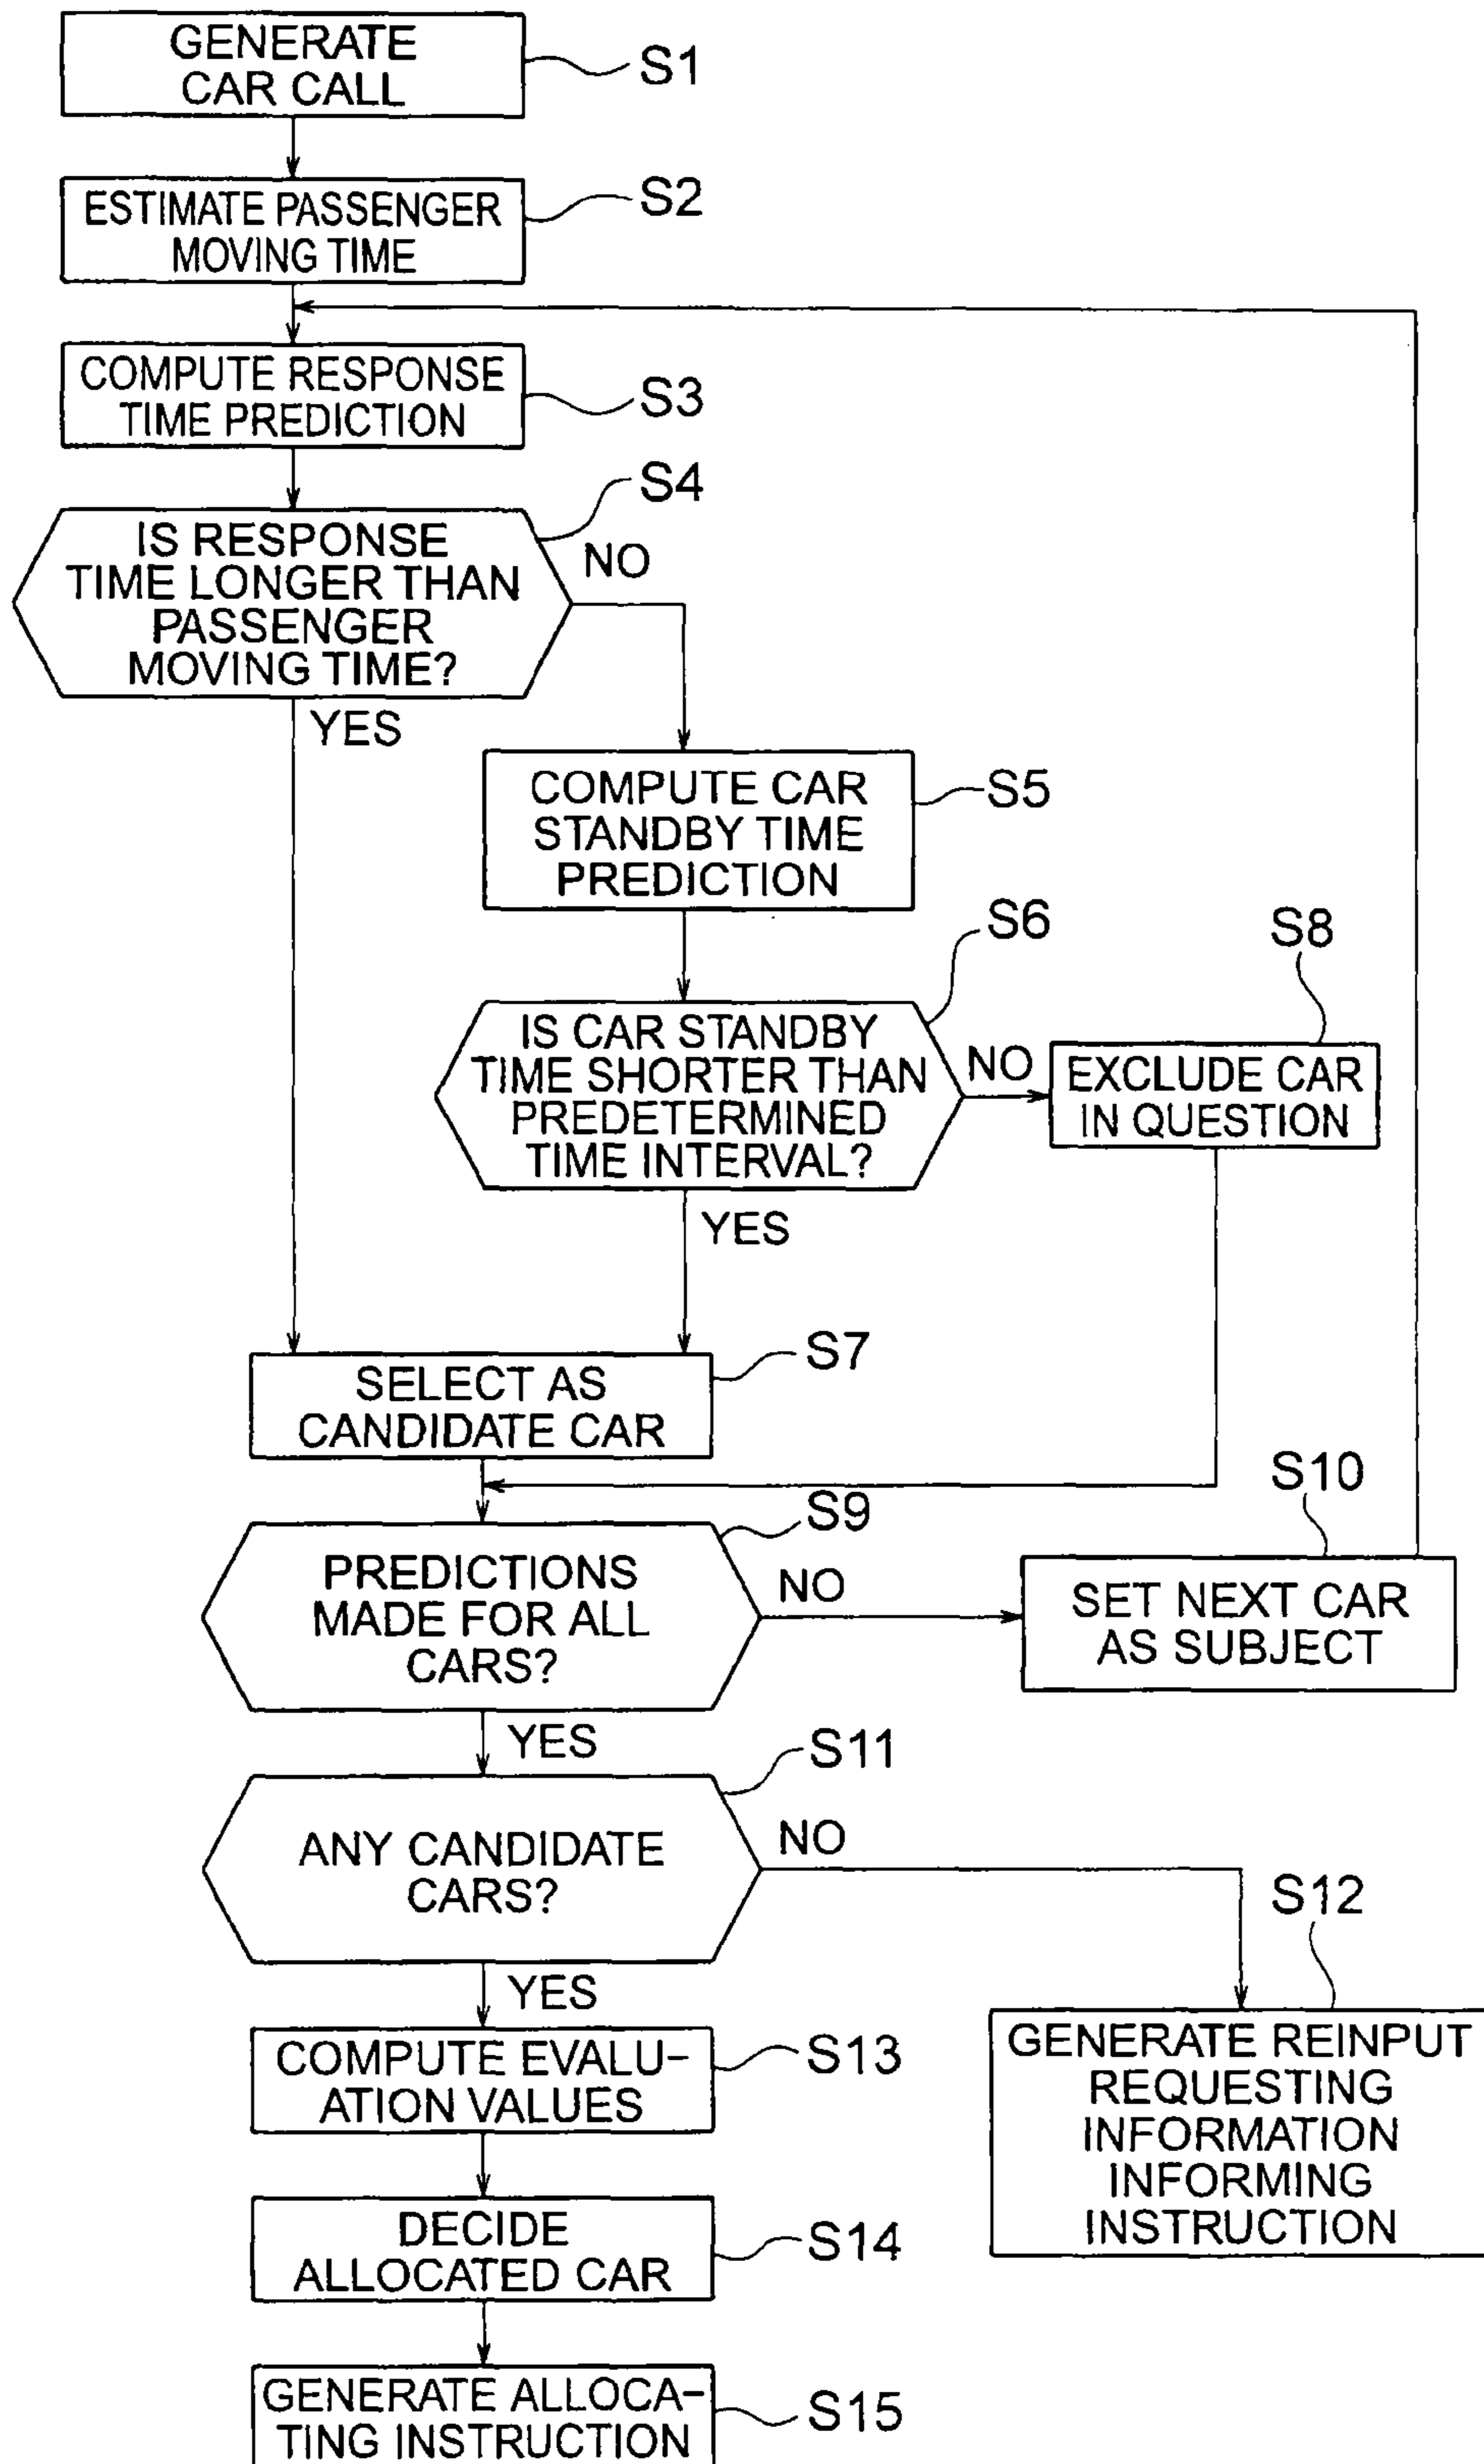 GENERATE
CAR CALL
S1
ESTIMATE PASSENGER
MOVING TIME
S2
COMPUTE RESPONSE
TIME PREDICTION
S3
IS RESPONSE
TIME LONGER THAN
PASSENGER
MOVING TIME?
S4
NO
YES
COMPUTE CAR
STANDBY TIME
PREDICTION
S5
IS CAR STANDBY
TIME SHORTER THAN
PREDETERMINED
TIME INTERVAL?
S6
NO
YES
EXCLUDE CAR
IN QUESTION
S8
SELECT AS
CANDIDATE CAR
S7
PREDICTIONS
MADE FOR ALL
CARS?
S9
NO
YES
SET NEXT CAR
AS SUBJECT
S10
ANY CANDIDATE
CARS?
S11
NO
YES
GENERATE REINPUT
REQUESTING
INFORMATION
INFORMING
INSTRUCTION
S12
COMPUTE EVALU-
ATION VALUES
S13
DECIDE
ALLOCATED CAR
S14
GENERATE ALLOCA-
TING INSTRUCTION
S15